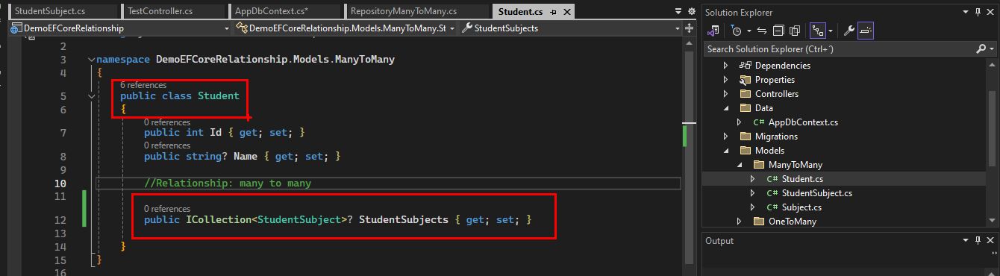 StudentSubject.cs TestController.cs AppDbContext.cs* RepositoryManyToMany.cs Student.cs
DemoEFCoreRelationship DemoEFCoreRelationship.Models.ManyToMany.St StudentSubjects
2
3 namespace DemoEFCoreRelationship.Models.ManyToMany
4 {
6 references
5 public class Student
6 {
0 references
7 public int Id { get; set; }
0 references
8 public string? Name { get; set; }
9
10 //Relationship: many to many
11
0 references
12 public ICollection<StudentSubject>? StudentSubjects { get; set; }
13
14 }
15 }
16
Solution Explorer
Search Solution Explorer (Ctrl+´)
Dependencies
Properties
Controllers
Data
C# AppDbContext.cs
Migrations
Models
ManyToMany
C# Student.cs
C# StudentSubject.cs
C# Subject.cs
OneToMany
Output